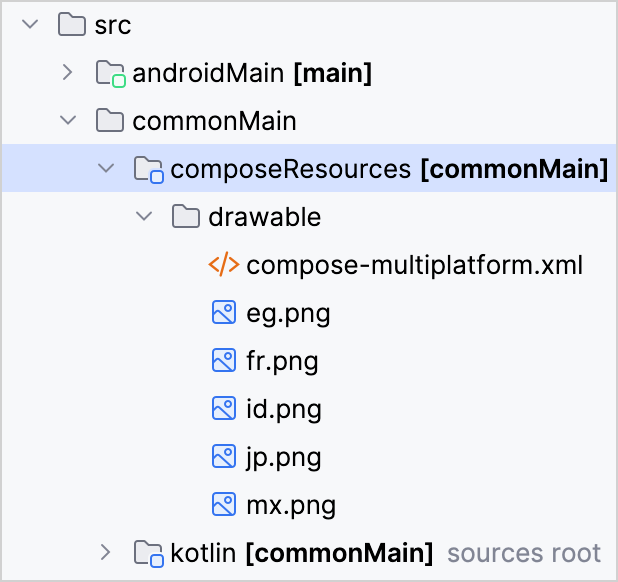 src
androidMain [main]
commonMain
composeResources [commonMain]
drawable
compose-multiplatform.xml
eg.png
fr.png
id.png
jp.png
mx.png
kotlin [commonMain] sources root